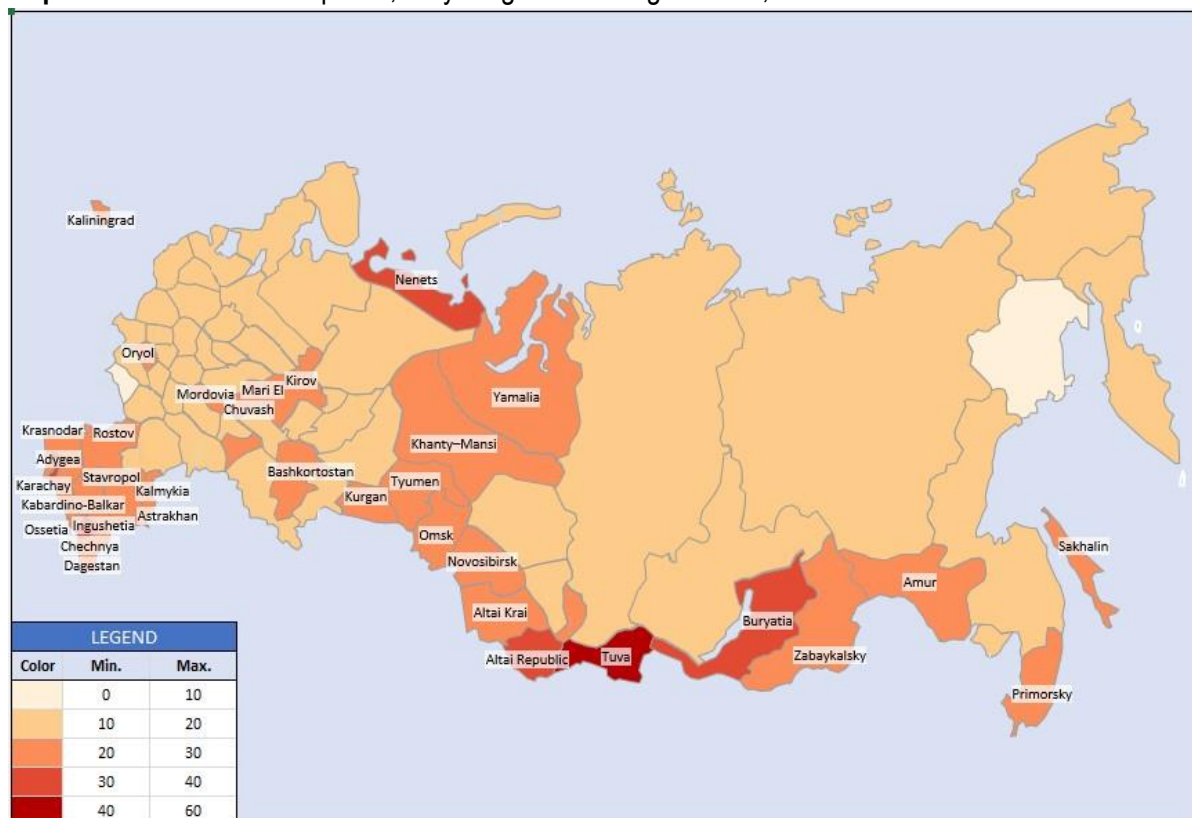 Kaliningrad
Nenets
Oryol
Kirov
Mordovia
Mari El
Chuvash
Yamalia
Krasnodar
Rostov
Khanty–Mansi
Adygea
Bashkortostan
Stavropol
Tyumen
Karachay
Kalmykia
Kurgan
Kabardino-Balkar
Astrakhan
Ossetia
Ingushetia
Omsk
Chechnya
Sakhalin
Dagestan
Novosibirsk
Amur
Altai Krai
Buryatia
Altai Republic
Tuva
Zabaykalsky
Primorsky
LEGEND
Color Min. Max.
0 10
10 20
20 30
30 40
40 60